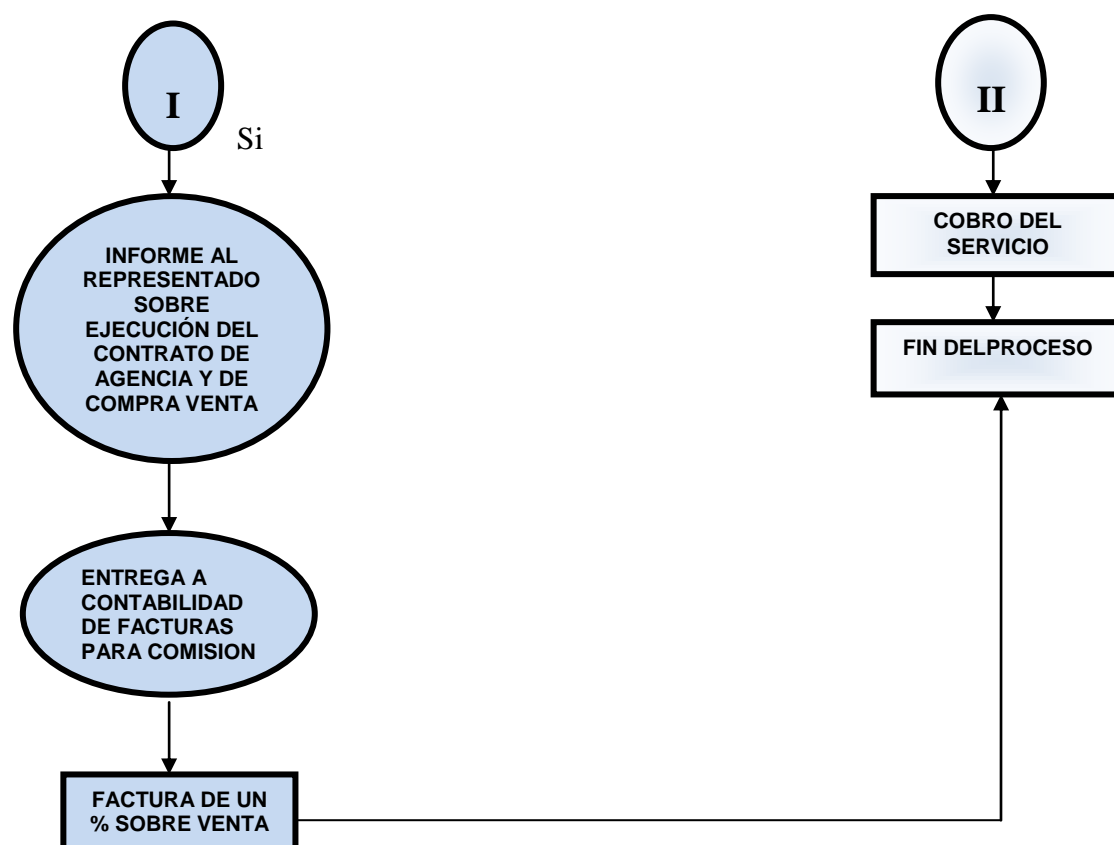 I
Si
INFORME AL
REPRESENTADO
SOBRE
EJECUCIÓN DEL
CONTRATO DE
AGENCIA Y DE
COMPRA VENTA
ENTREGA A
CONTABILIDAD
DE FACTURAS
PARA COMISION
FACTURA DE UN
% SOBRE VENTA
II
COBRO DEL
SERVICIO
FIN DELPROCESO